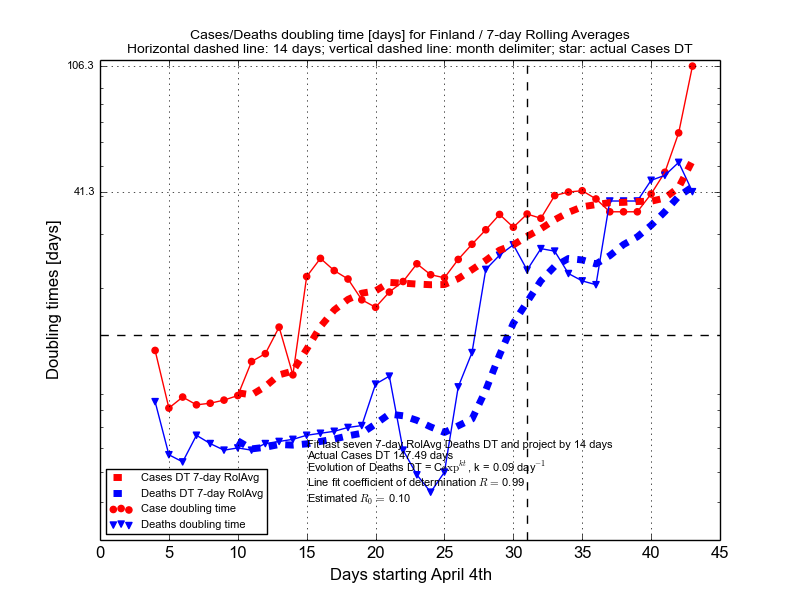 Cases/Deaths doubling time [days] for Finland / 7-day Rolling Averages
Horizontal dashed line: 14 days; vertical dashed line: month delimiter; star: actual Cases DT
106.3
41.3
Doubling times [days]
Fit last seven 7-day RolAvg Deaths DT and project by 14 days
Actual Cases DT 147.49 days
Evolution of Deaths DT = C exp^{kt}, k = 0.09 day^{-1}
Line fit coefficient of determination R = 0.99
Estimated R_0 = 0.10
Cases DT 7-day RolAvg
Deaths DT 7-day RolAvg
Case doubling time
Deaths doubling time
0 5 10 15 20 25 30 35 40 45
Days starting April 4th